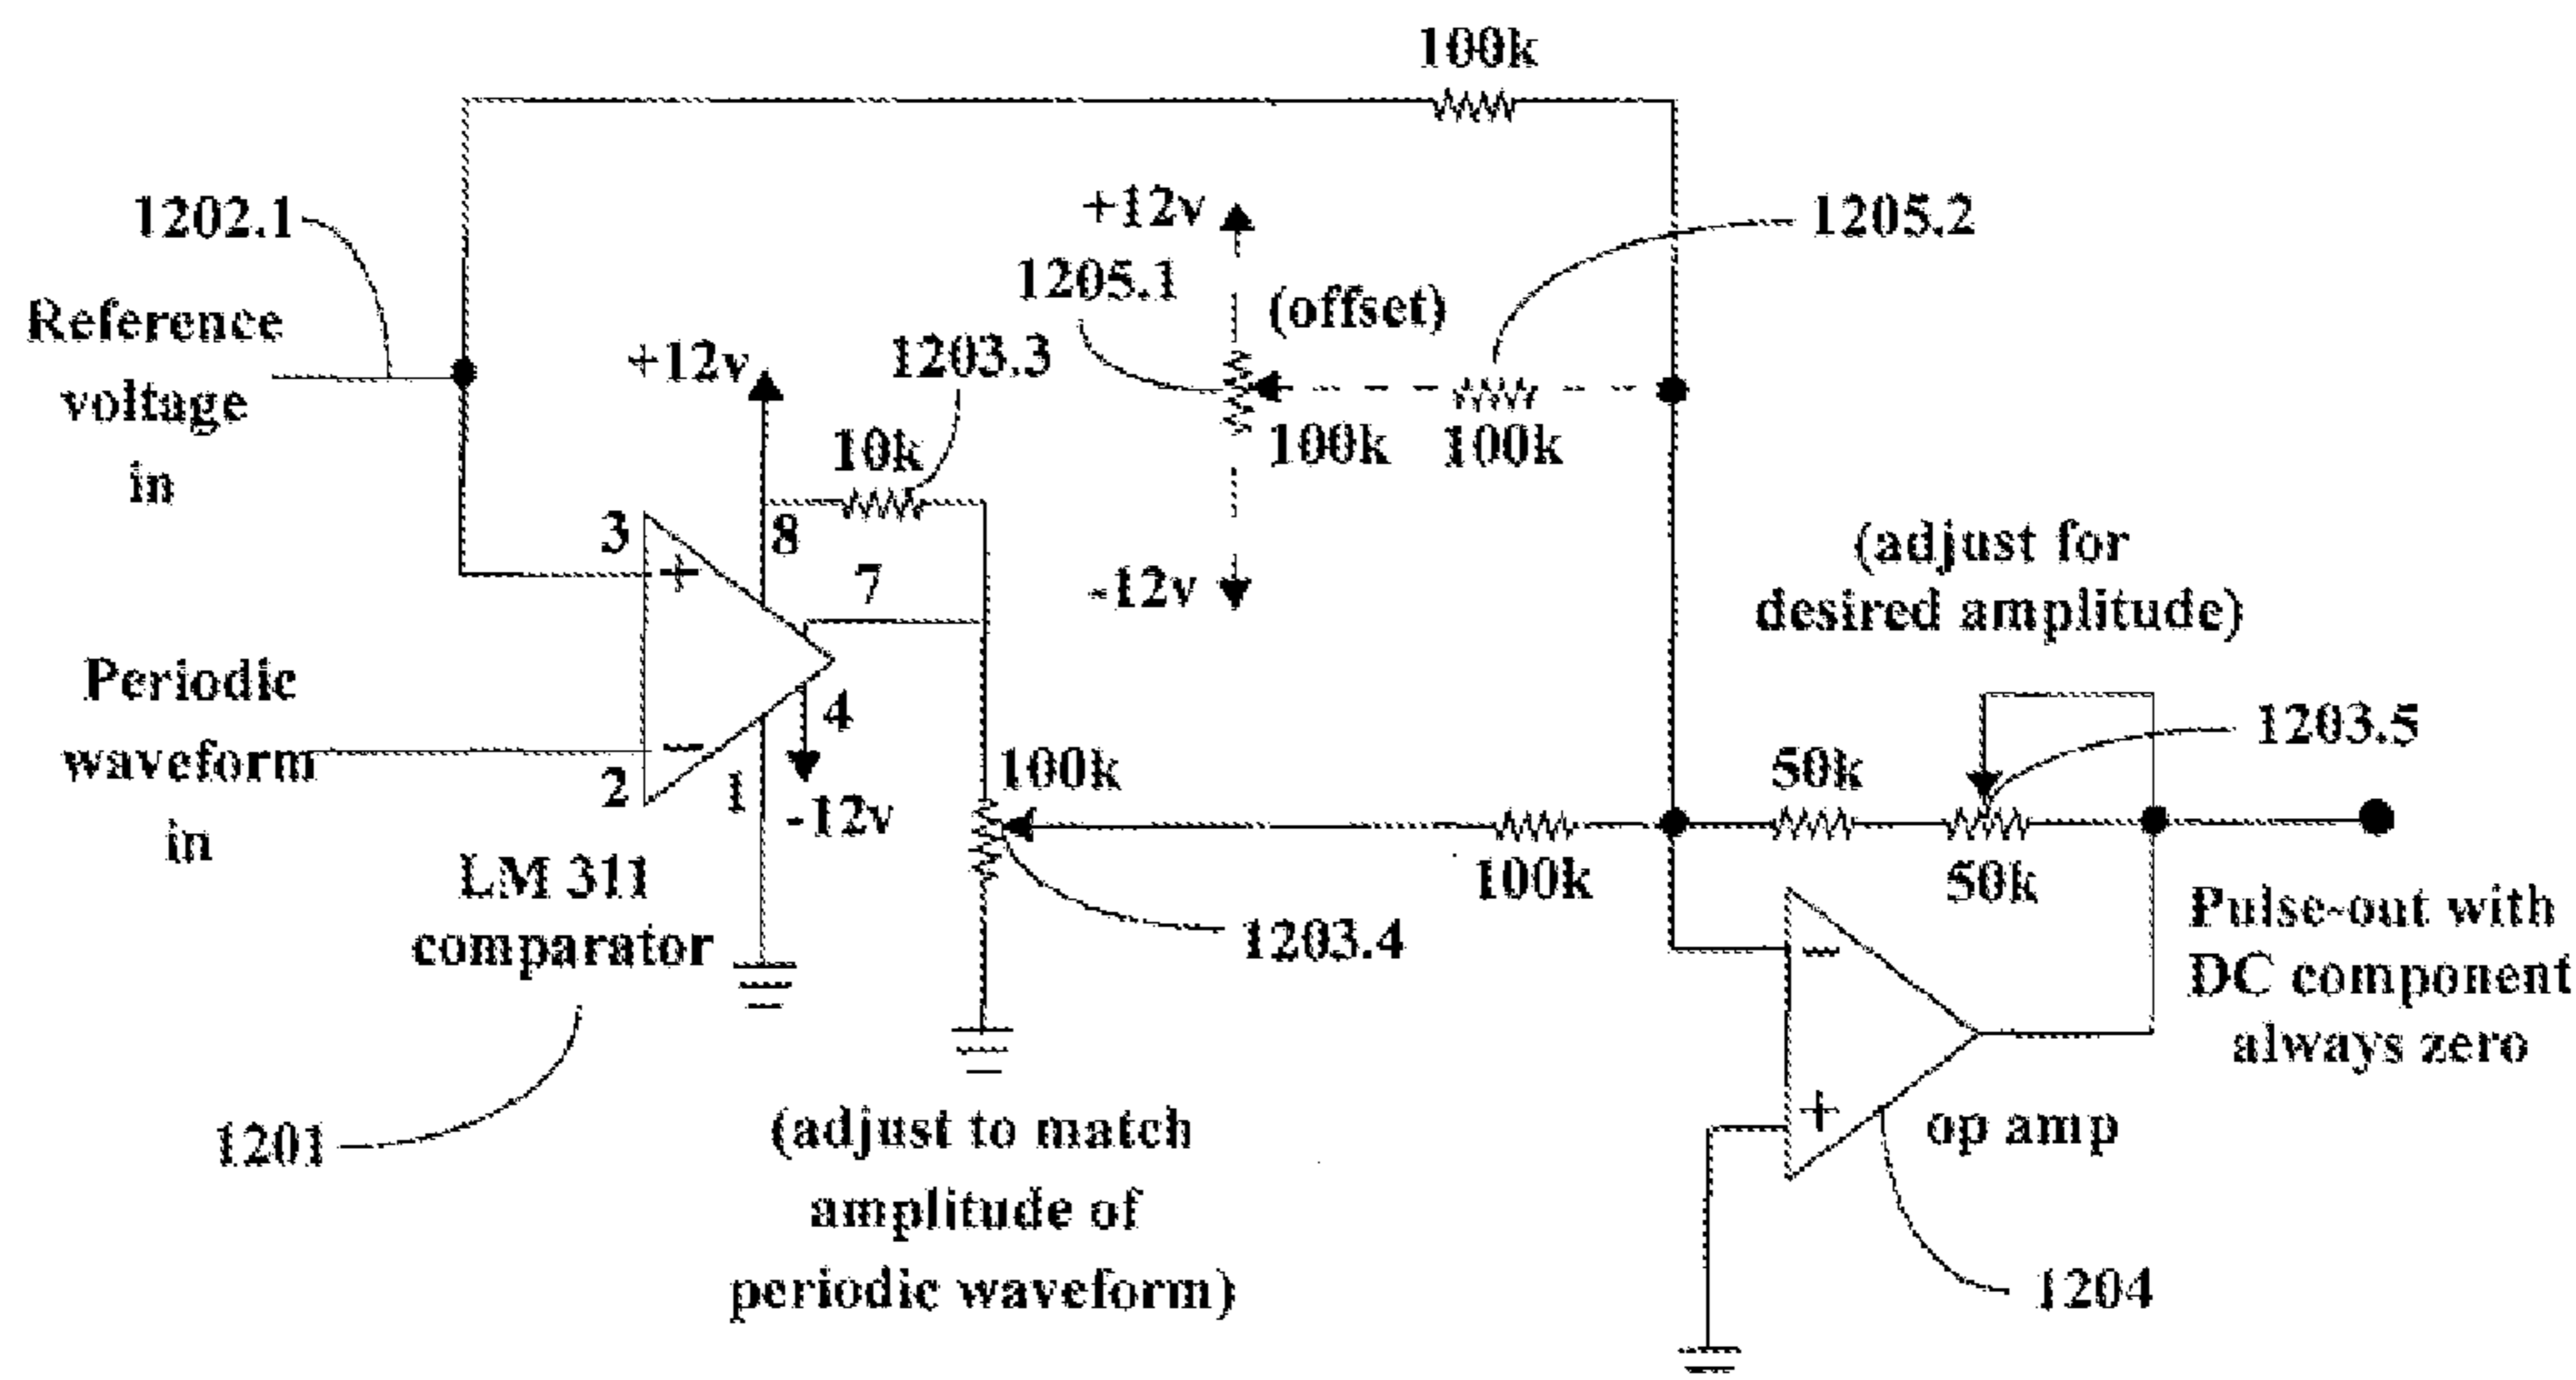 100k
1202.1
+12v
1205.2
1205.1
(offset)
Reference
voltage
in
+12v
1203.3
10k
100k
100k
3
+
8
7
-12v
(adjust for
desired amplitude)
Periodic
waveform
in
2
−
1
4
-12v
100k
50k
1203.5
100k
50k
LM 311
comparator
1203.4
Pulse-out with
DC component
always zero
−
+
op amp
1201
(adjust to match
amplitude of
periodic waveform)
1204